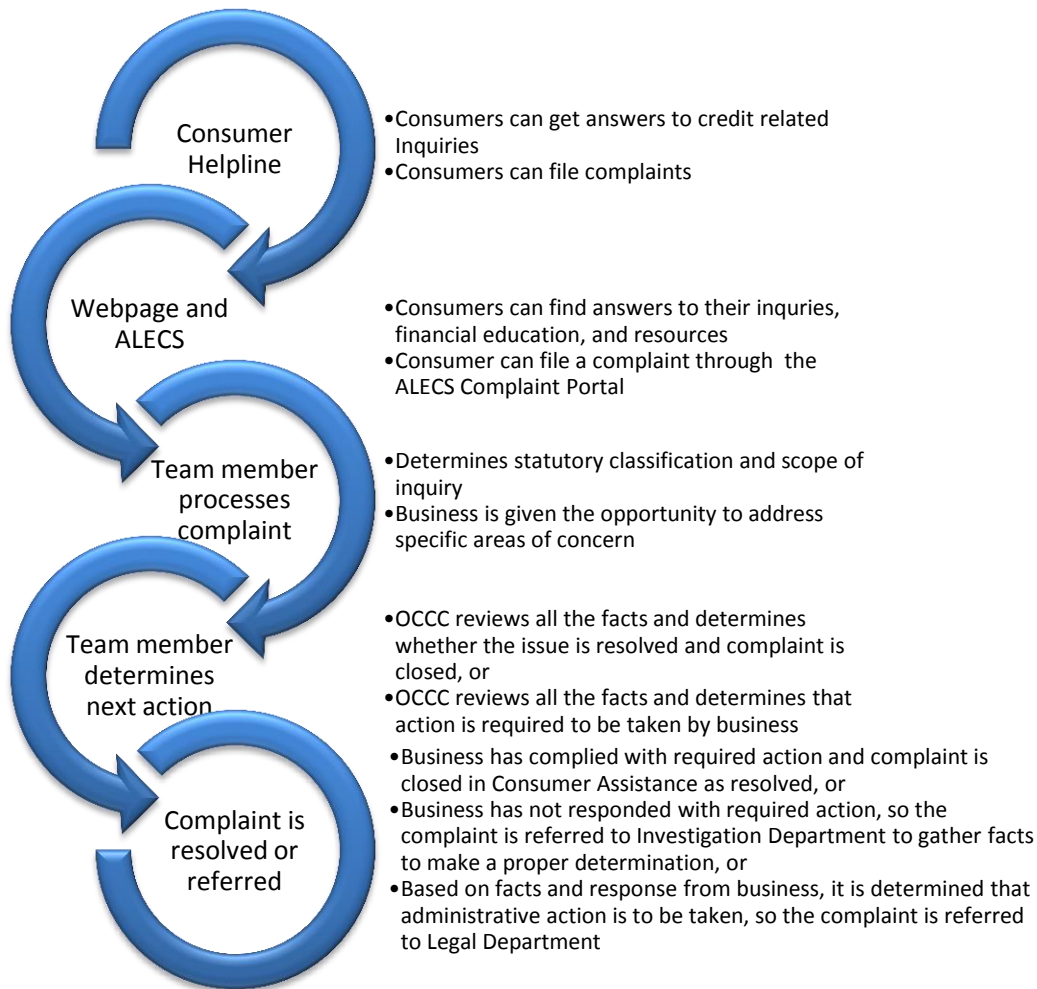 Consumer
Helpline
•Consumers can get answers to credit related
Inquiries
•Consumers can file complaints
Webpage and
ALECS
•Consumers can find answers to their inquries,
financial education, and resources
•Consumer can file a complaint through the
ALECS Complaint Portal
Team member
processes
complaint
•Determines statutory classification and scope of
inquiry
•Business is given the opportunity to address
specific areas of concern
Team member
determines
next action
•OCCC reviews all the facts and determines
whether the issue is resolved and complaint is
closed, or
•OCCC reviews all the facts and determines that
action is required to be taken by business
Complaint is
resolved or
referred
•Business has complied with required action and complaint is
closed in Consumer Assistance as resolved, or
•Business has not responded with required action, so the
complaint is referred to Investigation Department to gather facts
to make a proper determination, or
•Based on facts and response from business, it is determined that
administrative action is to be taken, so the complaint is referred
to Legal Department